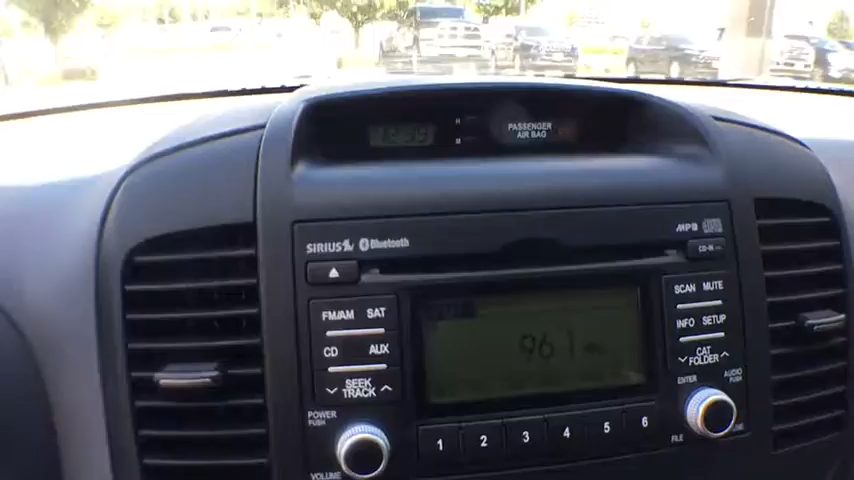 PASSENGER
AIR BAG
SIRIUS Bluetooth MP3
CD-IN
FM/AM SAT SCAN MUTE
CD AUX INFO SETUP
SEEK TRACK CAT FOLDER
961
ENTER AUDIO
POWER PUSH
1 2 3 4 5 6
FILE
VOLUME